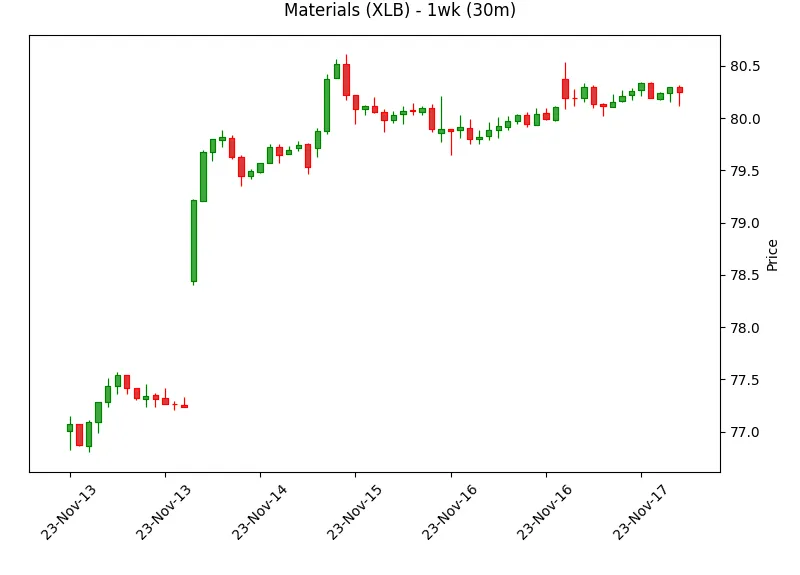 Materials (XLB) - 1wk (30m)
80.5
80.0
79.5
79.0
78.5
78.0
77.5
77.0
Price
23-Nov-13
23-Nov-13
23-Nov-14
23-Nov-15
23-Nov-16
23-Nov-16
23-Nov-17